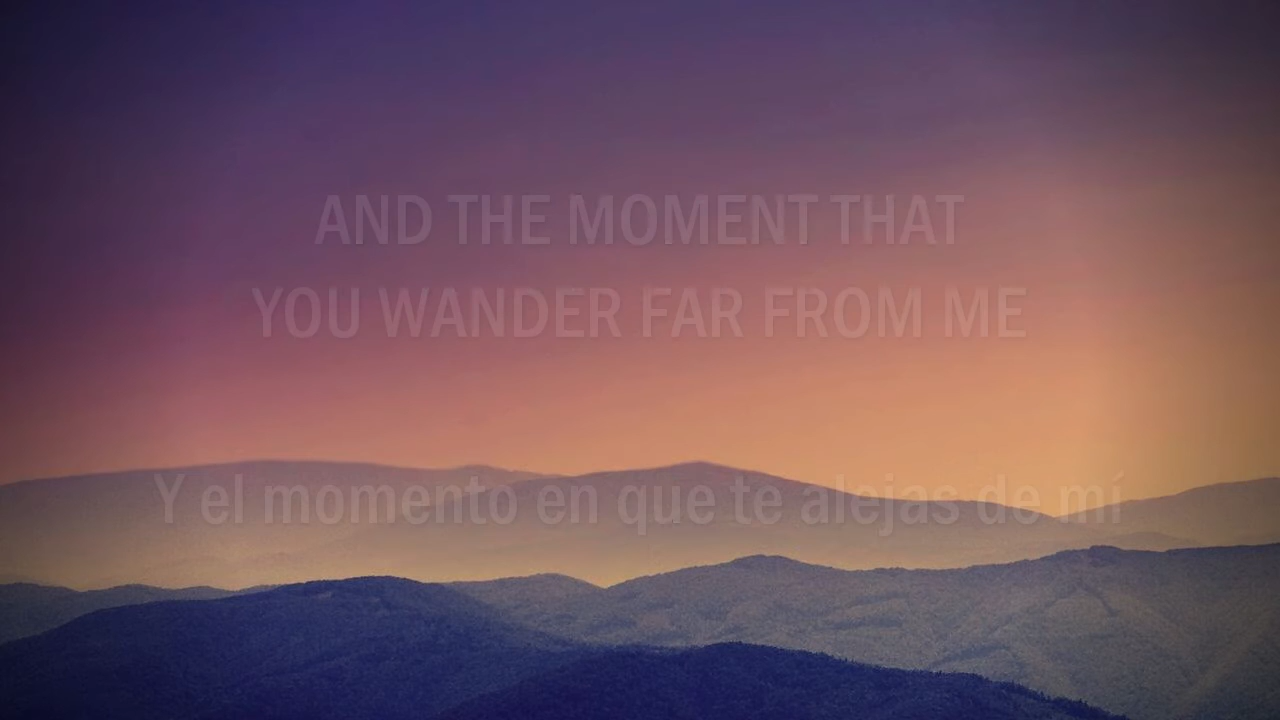 AND THE MOMENT THAT
YOU WANDER FAR FROM ME
Y el momento en que te alejas de mí